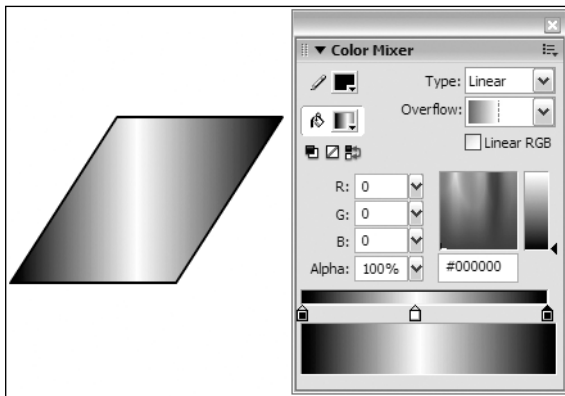 Color Mixer
Type: Linear
Overflow:
Linear RGB
R: 0
G: 0
B: 0
Alpha: 100% #000000